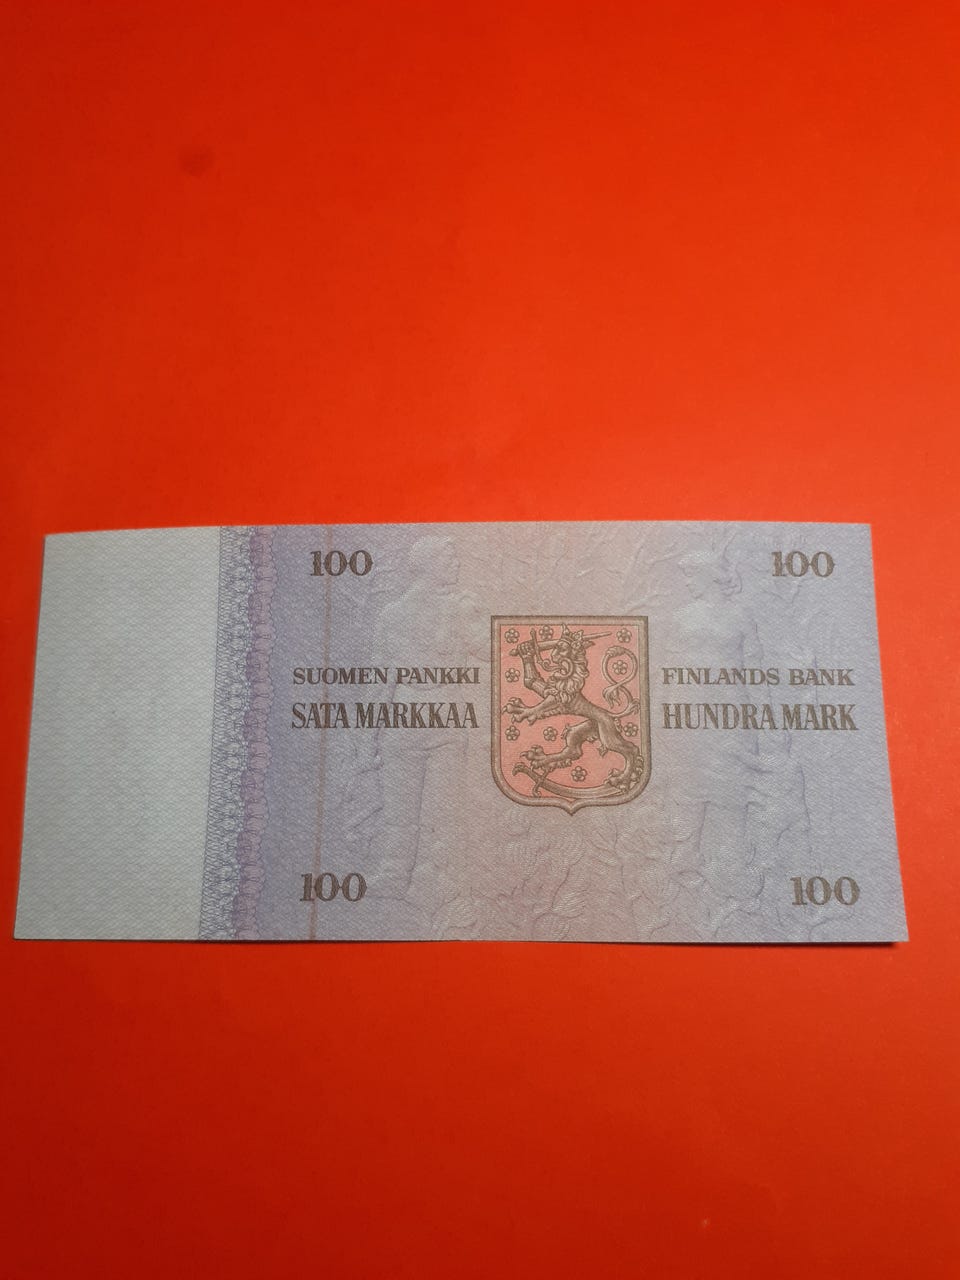 100 100
SUOMEN PANKKI FINLANDS BANK
SATA MARKKAA HUNDRA MARK
100 100